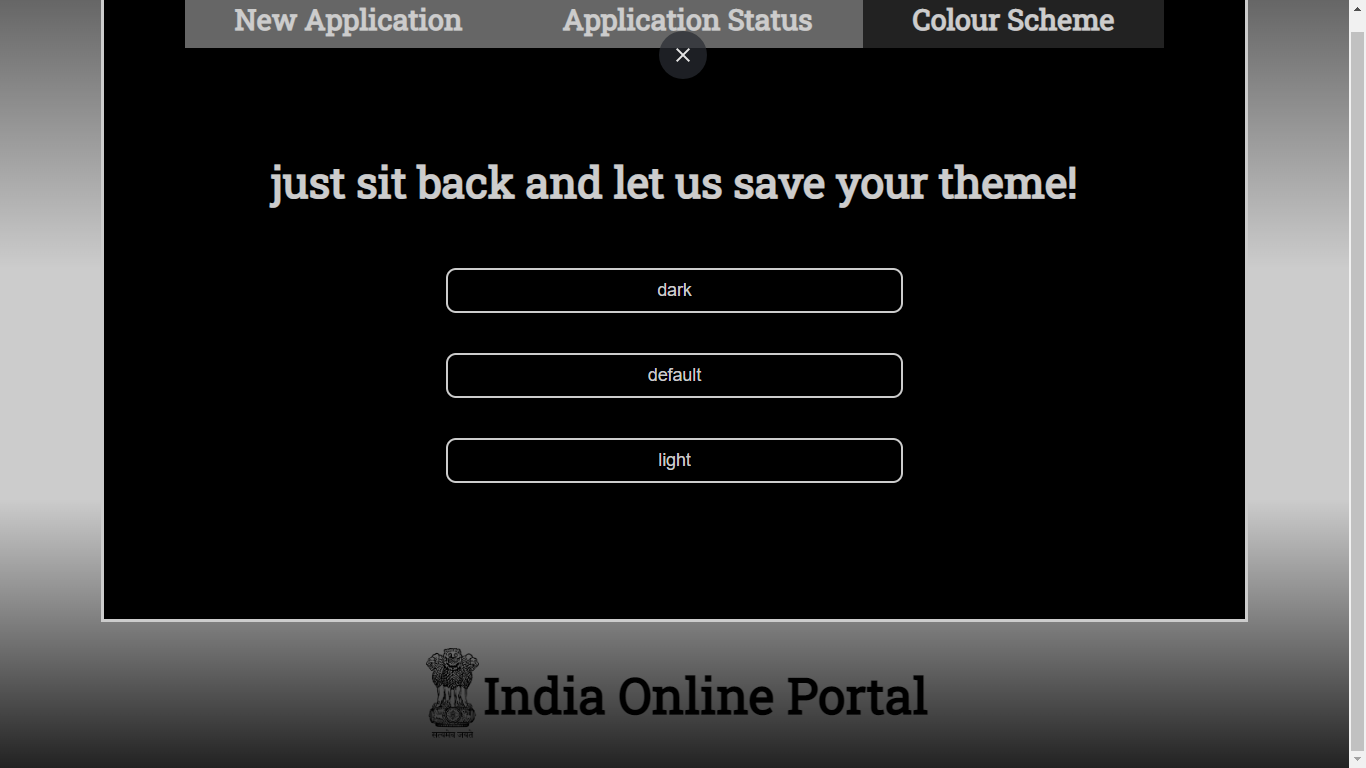 New Application Application Status Colour Scheme
just sit back and let us save your theme!
dark
default
light
India Online Portal
सत्यमेव जयते